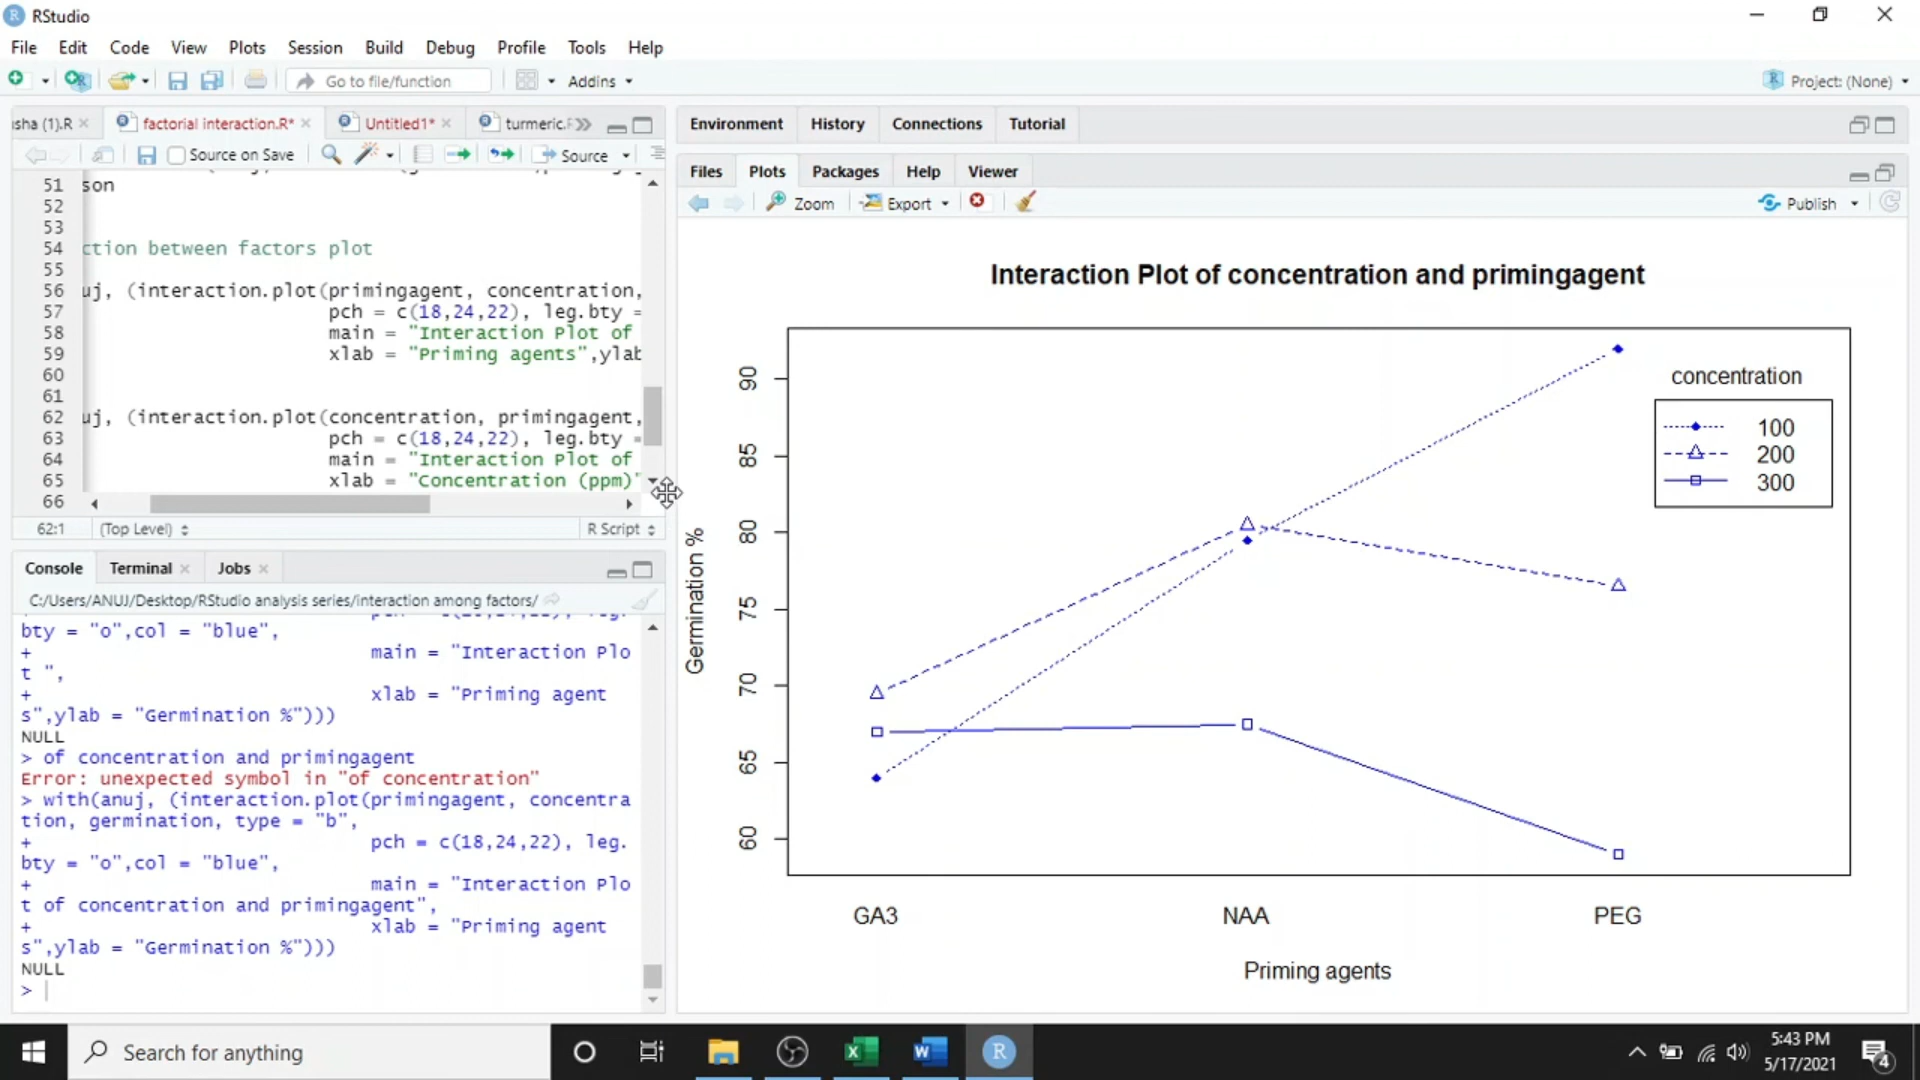 RStudio
File Edit Code View Plots Session Build Debug Profile Tools Help
Go to file/function Addins Project: (None)
sha (1).R factorial interaction.R* Untitled1* turmeric.
Source on Save Source
51 son
52
53
54 ction between factors plot
55
56 uj, (interaction.plot(primingagent, concentration,
57 pch = c(18,24,22), leg.bty =
58 main = "Interaction Plot of
59 xlab = "Priming agents",ylab
60
61
62 uj, (interaction.plot(concentration, primingagent,
63 pch = c(18,24,22), leg.bty =
64 main = "Interaction Plot of
65 xlab = "Concentration (ppm)"
66
62:1 (Top Level) R Script
Console Terminal Jobs
C:/Users/ANUJ/Desktop/RStudio analysis series/interaction among factors/
bty = "o",col = "blue",
+ main = "Interaction Plo
t ",
+ xlab = "Priming agent
s",ylab = "Germination %")))
NULL
> of concentration and primingagent
Error: unexpected symbol in "of concentration"
> with(anuj, (interaction.plot(primingagent, concentra
tion, germination, type = "b",
+ pch = c(18,24,22), leg.
bty = "o",col = "blue",
+ main = "Interaction Plo
t of concentration and primingagent",
+ xlab = "Priming agent
s",ylab = "Germination %")))
NULL
>
Environment History Connections Tutorial
Files Plots Packages Help Viewer
Zoom Export Publish
Interaction Plot of concentration and primingagent
concentration
100
200
300
Germination %
90
85
80
75
70
65
60
GA3 NAA PEG
Priming agents
Search for anything
5:43 PM
5/17/2021
4